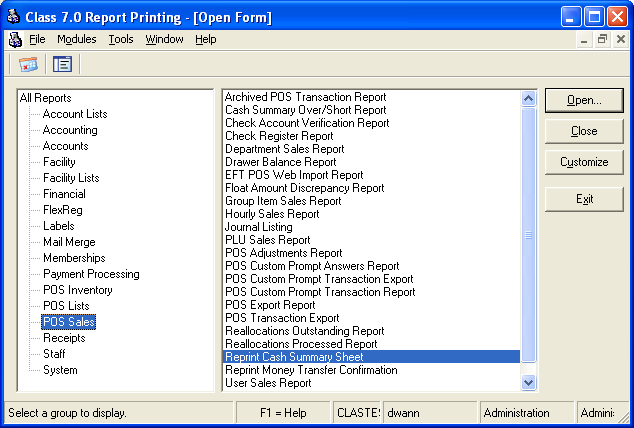 Class 7.0 Report Printing - [Open Form]
File Modules Tools Window Help
All Reports
Account Lists
Accounting
Accounts
Facility
Facility Lists
Financial
FlexReg
Labels
Mail Merge
Memberships
Payment Processing
POS Inventory
POS Lists
POS Sales
Receipts
Staff
System
Archived POS Transaction Report
Cash Summary Over/Short Report
Check Account Verification Report
Check Register Report
Department Sales Report
Drawer Balance Report
EFT POS Web Import Report
Float Amount Discrepancy Report
Group Item Sales Report
Hourly Sales Report
Journal Listing
PLU Sales Report
POS Adjustments Report
POS Custom Prompt Answers Report
POS Custom Prompt Transaction Export
POS Custom Prompt Transactions Report
POS Export Report
POS Transaction Export
Reallocations Outstanding Report
Reallocations Processed Report
Reprint Cash Summary Sheet
Reprint Money Transfer Confirmation
User Sales Report
Open...
Close
Customize
Exit
Select a group to display.
F1 = Help
CLASTE
dwann
Administration
Admini